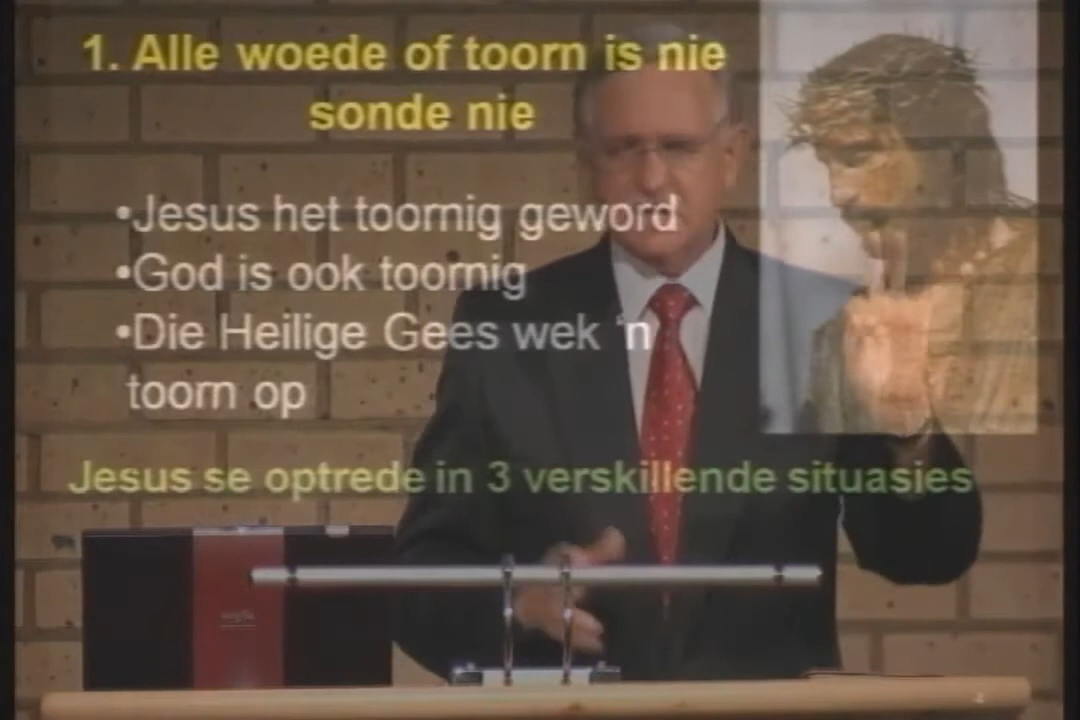 1. Alle woede of toorn is nie
sonde nie
•Jesus het toornig geword
•God is ook toornig
•Die Heilige Gees wek 'n
toorn op
Jesus se optrede in 3 verskillende situasies